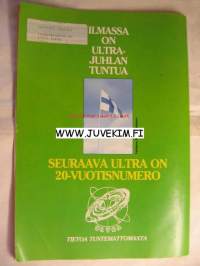 ILMASSA
ON
ULTRA-
JUHLAN
TUNTUA
WWW.JUVEKIM.FI
SEURAAVA ULTRA ON
20-VUOTISNUMERO
TIETOA TUNTEMATTOMASTA